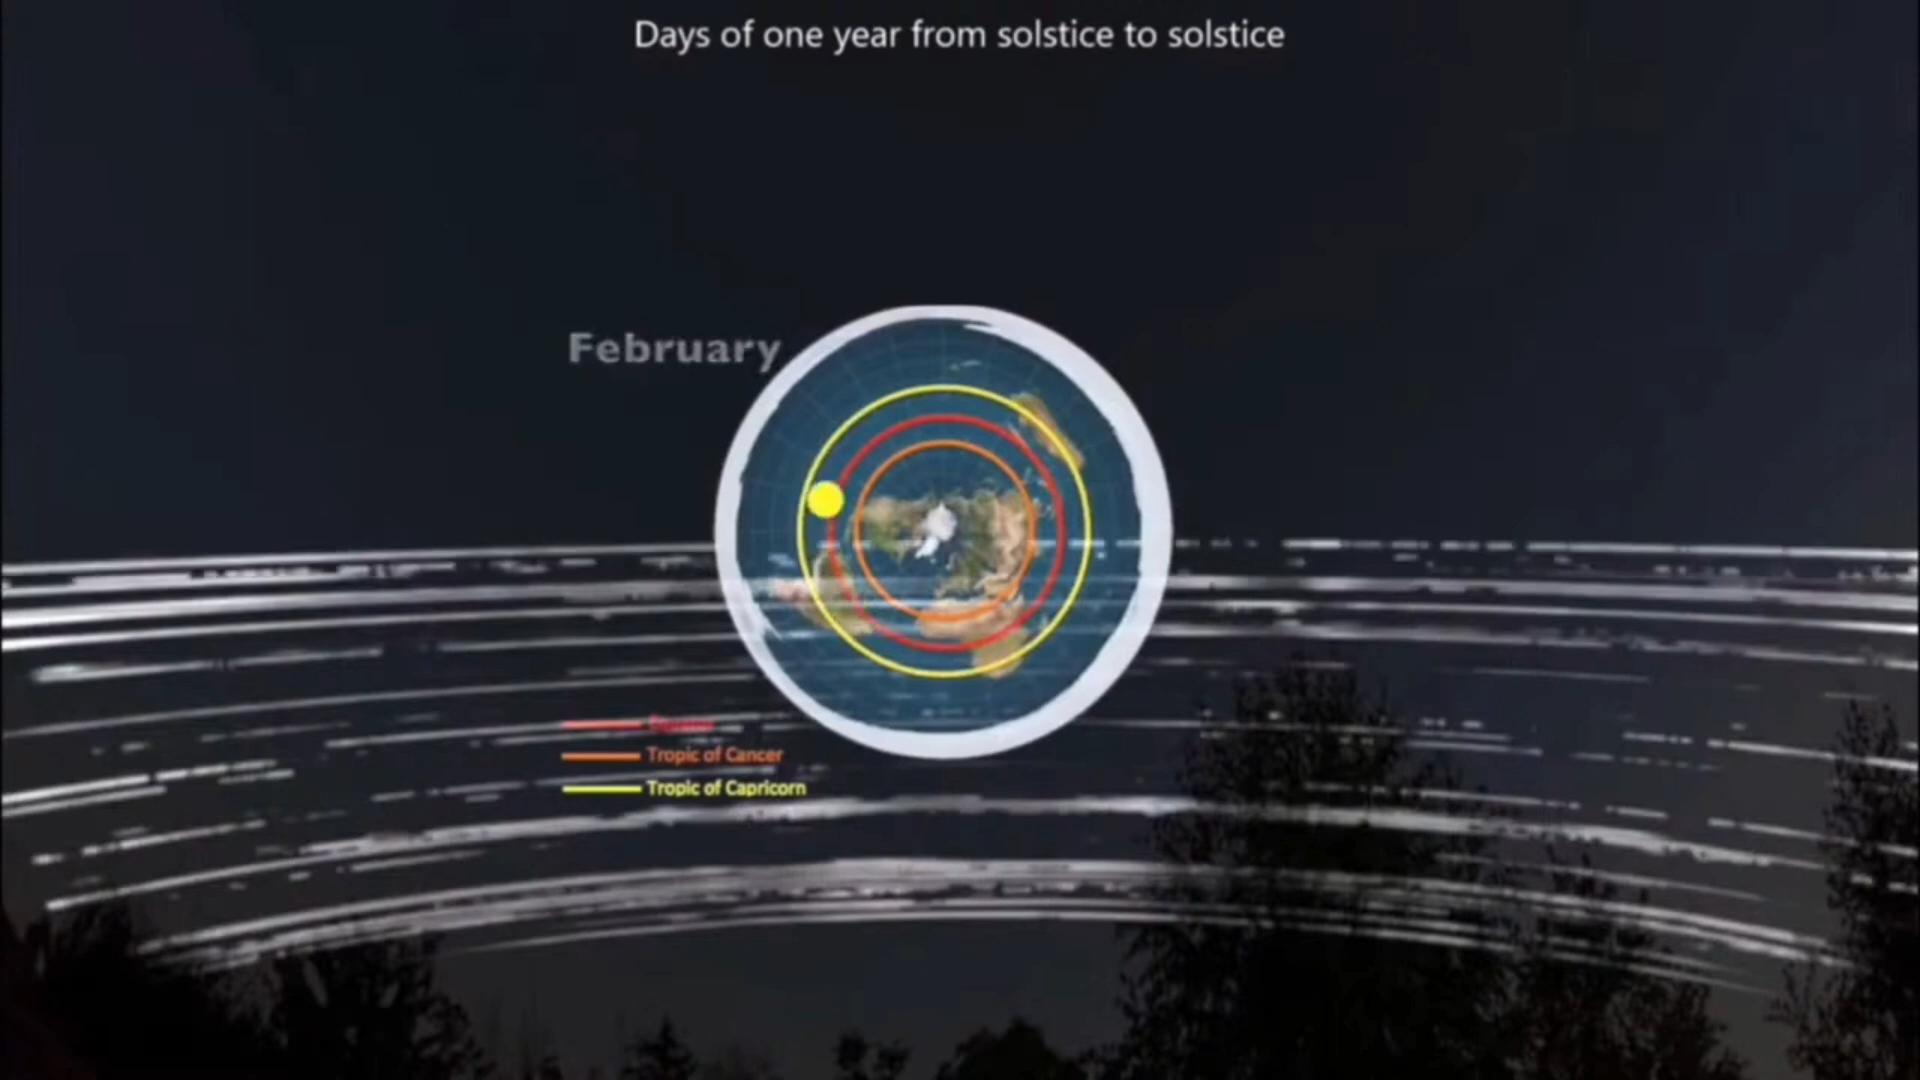 Days of one year from solstice to solstice
February
Tropic of Cancer
Tropic of Capricorn